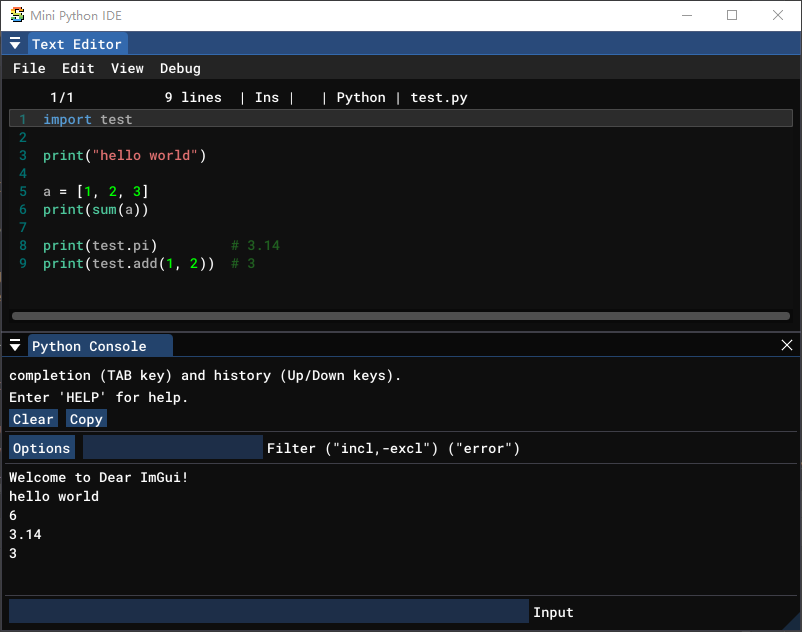 Mini Python IDE
Text Editor
File Edit View Debug
1/1 9 lines | Ins | | Python | test.py
1 import test
2
3 print("hello world")
4
5 a = [1, 2, 3]
6 print(sum(a))
7
8 print(test.pi) # 3.14
9 print(test.add(1, 2)) # 3
Python Console
completion (TAB key) and history (Up/Down keys).
Enter 'HELP' for help.
Clear Copy
Options Filter ("incl,-excl") ("error")
Welcome to Dear ImGui!
hello world
6
3.14
3
Input